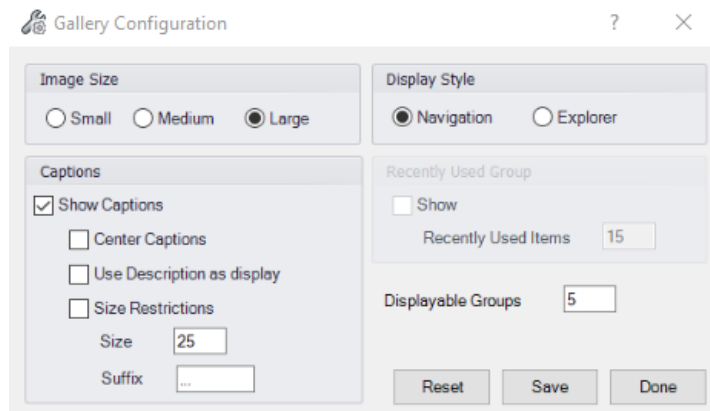 Gallery Configuration ?
Image Size
Small Medium Large
Display Style
Navigation Explorer
Captions
Show Captions
Center Captions
Use Description as display
Size Restrictions
Size 25
Suffix ...
Recently Used Group
Show
Recently Used Items 15
Displayable Groups 5
Reset Save Done